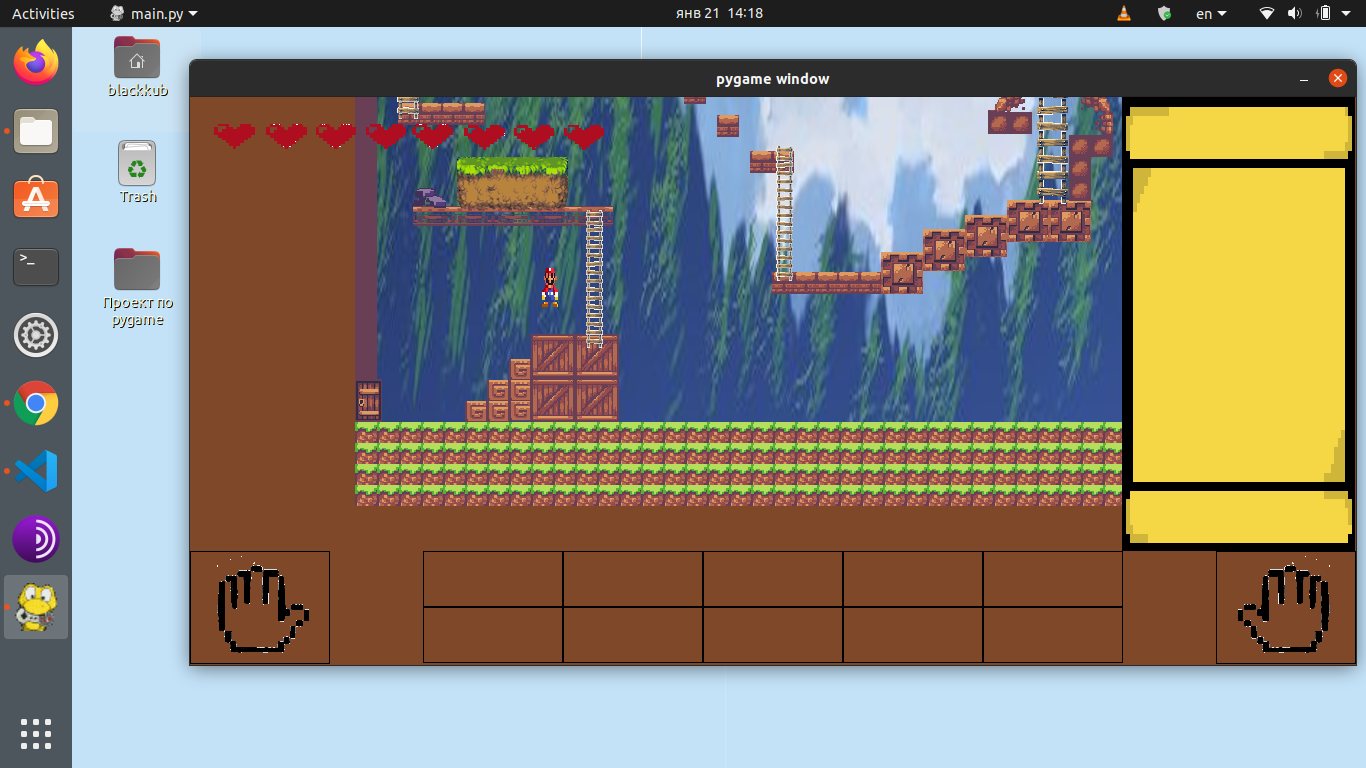 Activities
main.py
янв 21 14:18
en
blackkub
pygame window
Trash
>_
Проект по
pygame